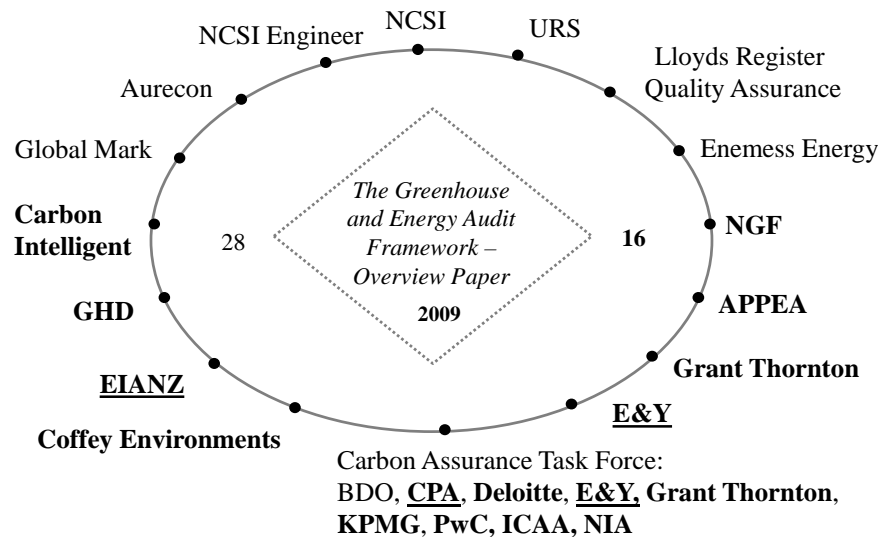 NCSI
NCSI Engineer
URS
Lloyds Register
Quality Assurance
Aurecon
Global Mark
Enemess Energy
The Greenhouse
and Energy Audit
Framework –
Overview Paper
2009
Carbon
Intelligent
28
16
NGF
GHD
APPEA
EIANZ
Grant Thornton
Coffey Environments
E&Y
Carbon Assurance Task Force:
BDO, CPA, Deloitte, E&Y, Grant Thornton,
KPMG, PwC, ICAA, NIA